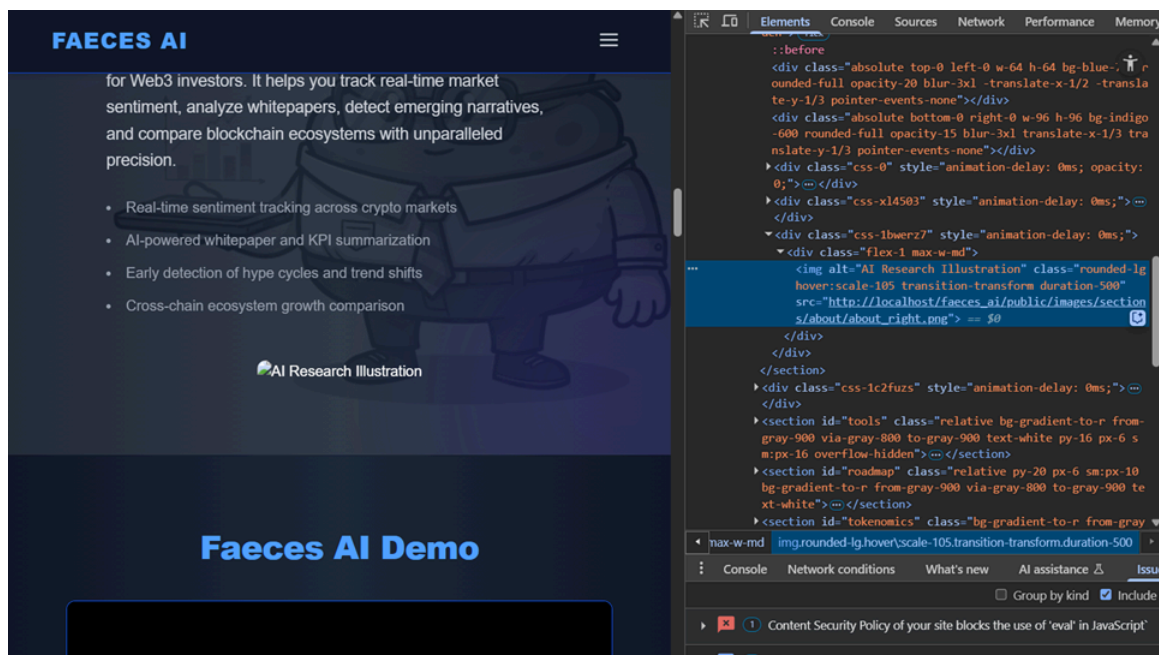 FAECES AI
for Web3 investors. It helps you track real-time market
sentiment, analyze whitepapers, detect emerging narratives,
and compare blockchain ecosystems with unparalleled
precision.
• Real-time sentiment tracking across crypto markets
• AI-powered whitepaper and KPI summarization
• Early detection of hype cycles and trend shifts
• Cross-chain ecosystem growth comparison
AI Research Illustration
Faeces AI Demo
Elements Console Sources Network Performance Memory
::before
<div class="absolute top-0 left-0 w-64 h-64 bg-blue-
ounded-full opacity-20 blur-3xl -translate-x-1/2 -transla
te-y-1/3 pointer-events-none"></div>
<div class="absolute bottom-0 right-0 w-96 h-96 bg-indigo
-600 rounded-full opacity-15 blur-3xl translate-x-1/3 tra
nslate-y-1/3 pointer-events-none"></div>
<div class="css-0" style="animation-delay: 0ms; opacity:
0;">…</div>
<div class="css-xl4503" style="animation-delay: 0ms;">…
</div>
<div class="css-1bwerz7" style="animation-delay: 0ms;">
<div class="flex-1 max-w-md">
… <img alt="AI Research Illustration" class="rounded-lg
hover:scale-105 transition-transform duration-500"
src="http://localhost/faeces_ai/public/images/section
s/about/about_right.png"> == $0
</div>
</div>
</section>
<div class="css-1c2fuzs" style="animation-delay: 0ms;">…
</div>
<section id="tools" class="relative bg-gradient-to-r from-
gray-900 via-gray-800 to-gray-900 text-white py-16 px-6 s
m:px-16 overflow-hidden">…</section>
<section id="roadmap" class="relative py-20 px-6 sm:px-10
bg-gradient-to-r from-gray-900 via-gray-800 to-gray-900 te
xt-white">…</section>
<section id="tokenomics" class="bg-gradient-to-r from-gray
max-w-md img.rounded-lg.hover\:scale-105.transition-transform.duration-500
Console Network conditions What's new AI assistance Issu
Group by kind Include
1 Content Security Policy of your site blocks the use of 'eval' in JavaScript`